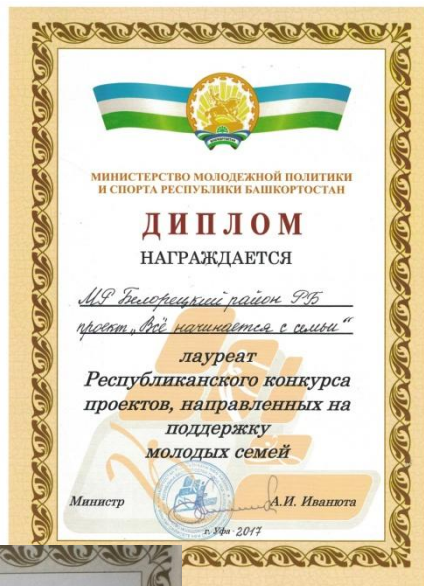 МИНИСТЕРСТВО МОЛОДЕЖНОЙ ПОЛИТИКИ
И СПОРТА РЕСПУБЛИКИ БАШКОРТОСТАН
ДИПЛОМ
НАГРАЖДАЕТСЯ
МР Белорецкий район РБ
проект „Всё начинается с семьи“
лауреат
Республиканского конкурса
проектов, направленных на
поддержку
молодых семей
Министр А.И. Иванюта
г. Уфа - 2017